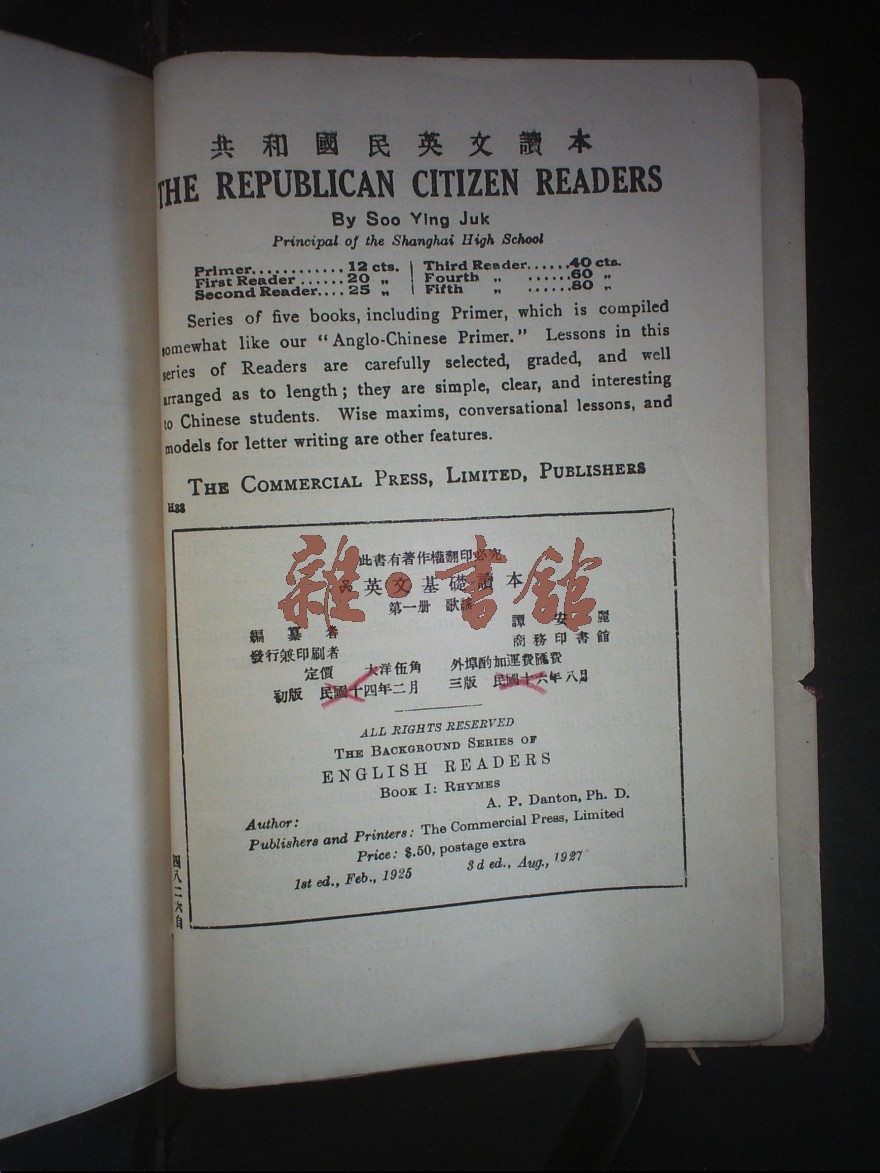 共和國民英文讀本
THE REPUBLICAN CITIZEN READERS
By Soo Ying Juk
Principal of the Shanghai High School
Primer............12 cts. Third Reader......40 cts.
First Reader ......20 „ Fourth „ ......60 „
Second Reader....25 „ Fifth „ ......80 „
Series of five books, including Primer, which is compiled
somewhat like our "Anglo-Chinese Primer." Lessons in this
series of Readers are carefully selected, graded, and well
arranged as to length; they are simple, clear, and interesting
to Chinese students. Wise maxims, conversational lessons, and
models for letter writing are other features.
THE COMMERCIAL PRESS, LIMITED, PUBLISHERS
H88
此書有著作權翻印必究
英文基礎讀本
第一册 歌謠
編纂者 譚安麗
發行兼印刷者 商務印書館
定價 大洋伍角 外埠酌加運費匯費
初版 民國十四年二月 三版 民國十六年八月
雜·書館
ALL RIGHTS RESERVED
THE BACKGROUND SERIES OF
ENGLISH READERS
BOOK I: RHYMES
Author: A. P. Danton, Ph. D.
Publishers and Printers: The Commercial Press, Limited
Price: $.50, postage extra
1st ed., Feb., 1925 3d ed., Aug., 1927
四八二六自